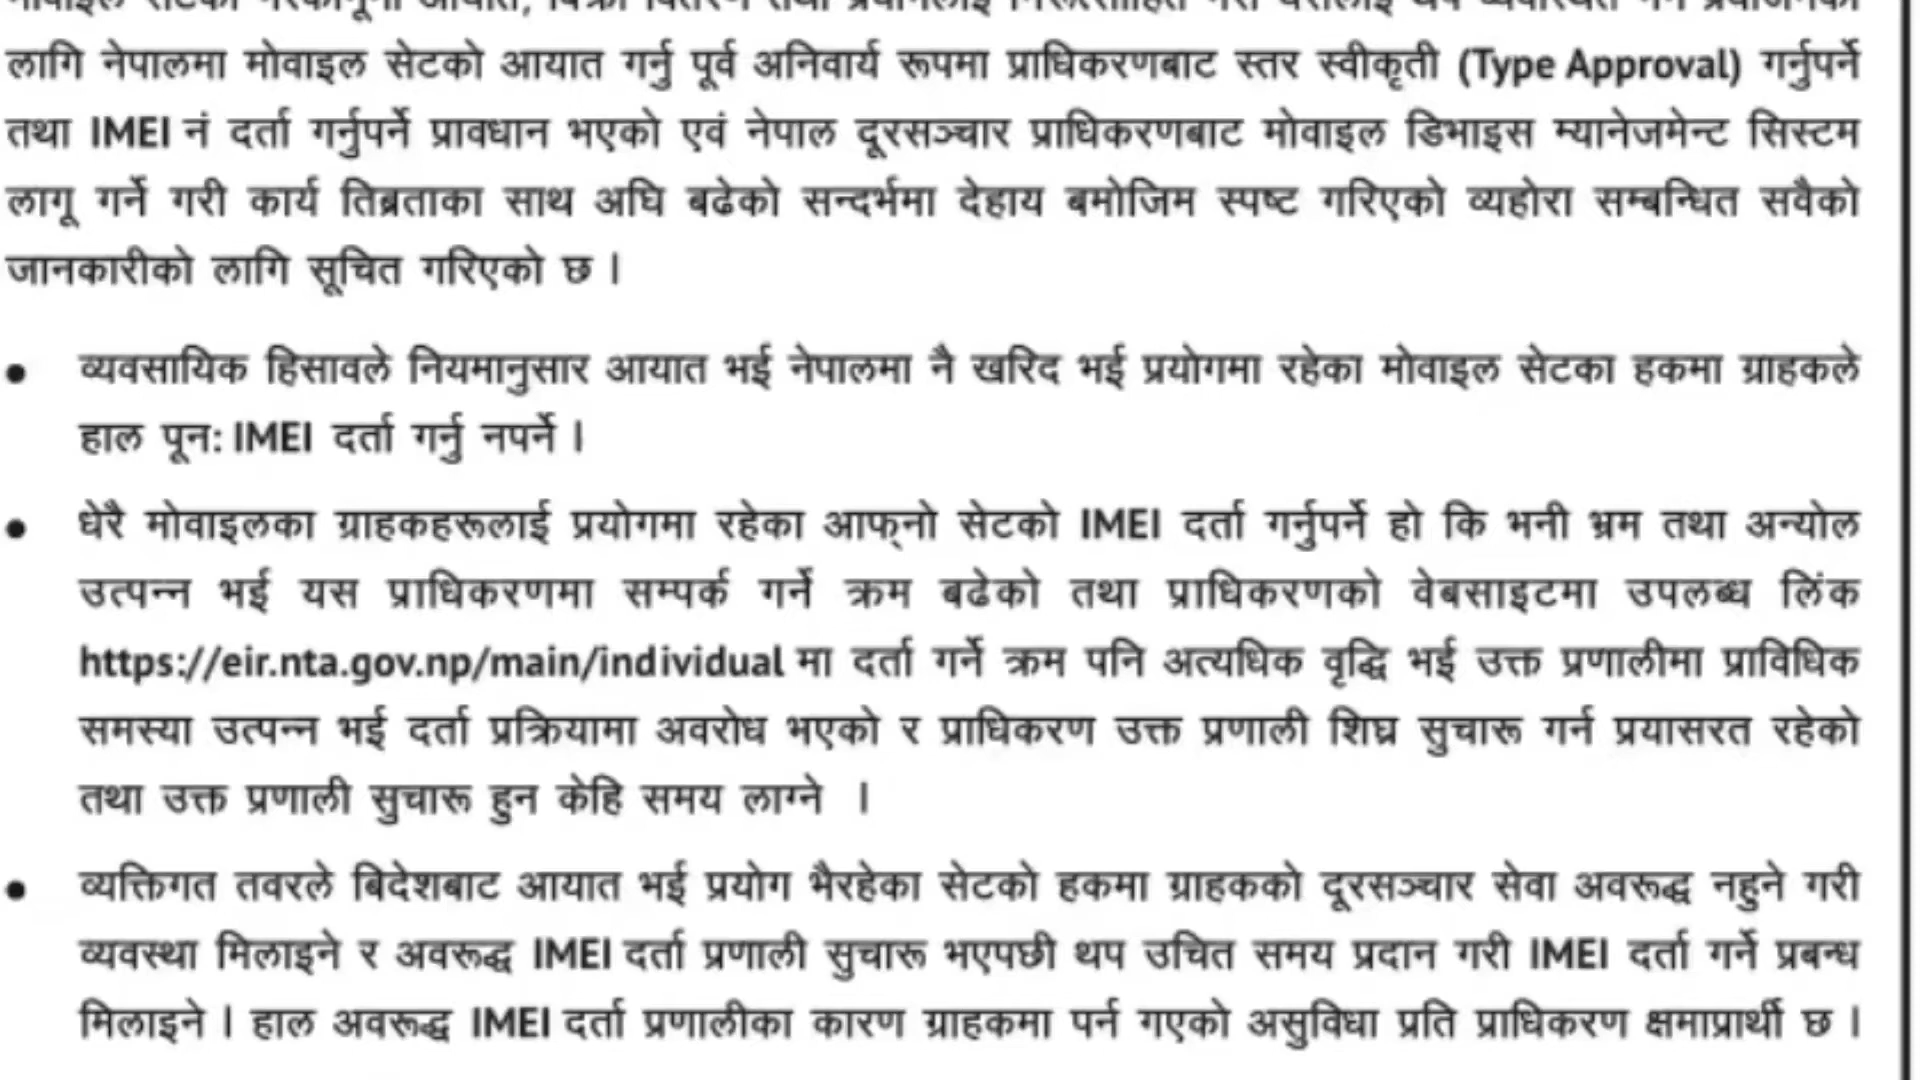 लागि नेपालमा मोवाइल सेटको आयात गर्नु पूर्व अनिवार्य रूपमा प्राधिकरणबाट स्तर स्वीकृती (Type Approval) गर्नुपर्ने
तथा IMEI नं दर्ता गर्नुपर्ने प्रावधान भएको एवं नेपाल दूरसञ्चार प्राधिकरणबाट मोवाइल डिभाइस म्यानेजमेन्ट सिस्टम
लागू गर्ने गरी कार्य तिब्रताका साथ अघि बढेको सन्दर्भमा देहाय बमोजिम स्पष्ट गरिएको व्यहोरा सम्बन्धित सवैको
जानकारीको लागि सूचित गरिएको छ ।
• व्यवसायिक हिसावले नियमानुसार आयात भई नेपालमा नै खरिद भई प्रयोगमा रहेका मोवाइल सेटका हकमा ग्राहकले
हाल पून: IMEI दर्ता गर्नु नपर्ने ।
• धेरै मोवाइलका ग्राहकहरूलाई प्रयोगमा रहेका आफ्‌नो सेटको IMEI दर्ता गर्नुपर्ने हो कि भनी भ्रम तथा अन्योल
उत्पन्न भई यस प्राधिकरणमा सम्पर्क गर्ने क्रम बढेको तथा प्राधिकरणको वेबसाइटमा उपलब्ध लिंक
https://eir.nta.gov.np/main/individual मा दर्ता गर्ने क्रम पनि अत्यधिक वृद्धि भई उक्त प्रणालीमा प्राविधिक
समस्या उत्पन्न भई दर्ता प्रक्रियामा अवरोध भएको र प्राधिकरण उक्त प्रणाली शिघ्र सुचारू गर्न प्रयासरत रहेको
तथा उक्त प्रणाली सुचारू हुन केहि समय लाग्ने ।
• व्यक्तिगत तवरले बिदेशबाट आयात भई प्रयोग भैरहेका सेटको हकमा ग्राहकको दूरसञ्चार सेवा अवरूद्ध नहुने गरी
व्यवस्था मिलाइने र अवरूद्ध IMEI दर्ता प्रणाली सुचारू भएपछी थप उचित समय प्रदान गरी IMEI दर्ता गर्ने प्रबन्ध
मिलाइने । हाल अवरूद्ध IMEI दर्ता प्रणालीका कारण ग्राहकमा पर्न गएको असुविधा प्रति प्राधिकरण क्षमाप्रार्थी छ ।